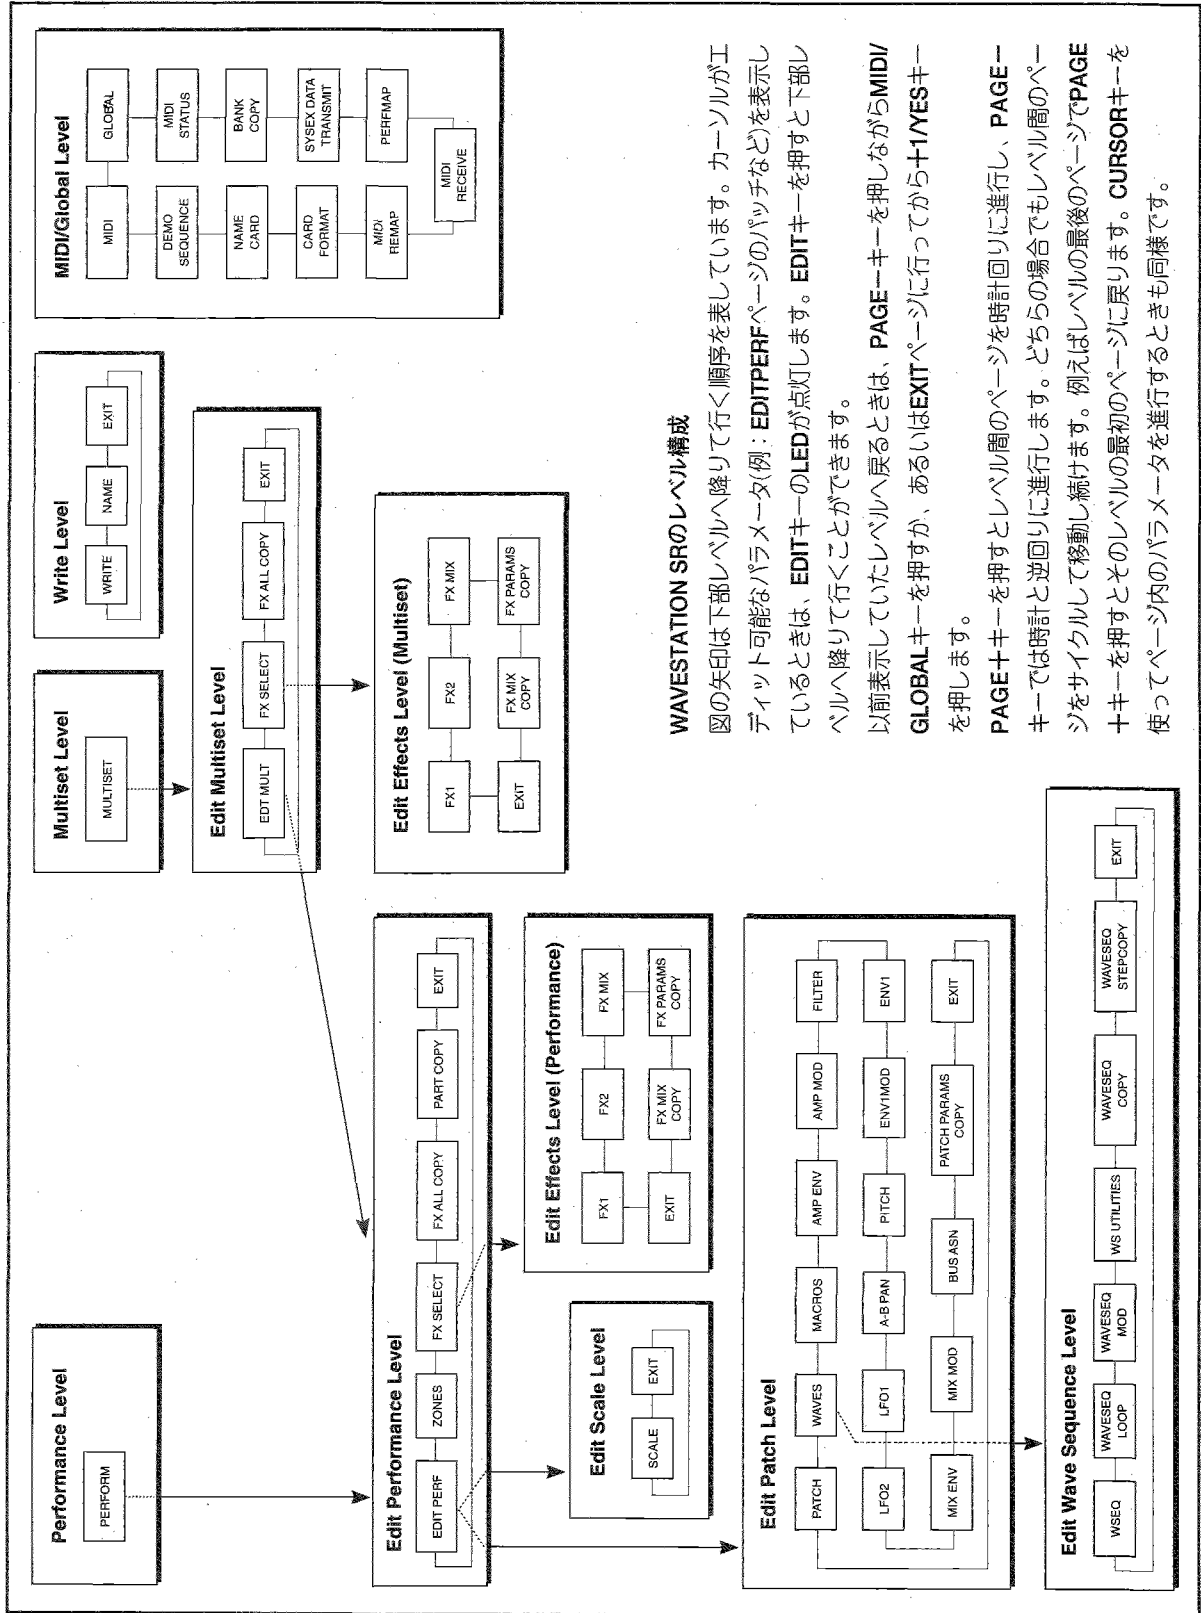 Performance Level
PERFORM
Multiset Level
MULTISET
Write Level
WRITE
NAME
EXIT
MIDI/Global Level
MIDI
GLOBAL
DEMO
SEQUENCE
MIDI
STATUS
NAME
CARD
BANK
COPY
CARD
FORMAT
SYSEX DATA
TRANSMIT
MIDI
REMAP
PERFMAP
MIDI
RECEIVE
Edit Multiset Level
EDT MULT
FX SELECT
FX ALL COPY
EXIT
Edit Effects Level (Multiset)
FX1
FX2
FX MIX
EXIT
FX MIX
COPY
FX PARAMS
COPY
Edit Performance Level
EDIT PERF
ZONES
FX SELECT
FX ALL COPY
PART COPY
EXIT
Edit Scale Level
SCALE
EXIT
Edit Effects Level (Performance)
FX1
FX2
FX MIX
EXIT
FX MIX
COPY
FX PARAMS
COPY
Edit Patch Level
PATCH
WAVES
MACROS
AMP ENV
AMP MOD
FILTER
LFO2
LFO1
A-B PAN
PITCH
ENV1MOD
ENV1
MIX ENV
MIX MOD
BUS ASN
PATCH PARAMS
COPY
EXIT
Edit Wave Sequence Level
WSEQ
WAVESEQ
LOOP
WAVESEQ
MOD
WS UTILITIES
WAVESEQ
COPY
WAVESEQ
STEPCOPY
EXIT
WAVESTATION SRのレベル構成
図の矢印は下部レベルへ降りて行く順序を表しています。カーソルがエ
ディット可能なパラメータ(例：EDITPERFページのパッチなど)を表示し
ているときは、EDITキーのLEDが点灯します。EDITキーを押すと下部レ
ベルへ降りて行くことができます。
以前表示していたレベルへ戻るときは、PAGEーキーを押しながらMIDI/
GLOBALキーを押すか、あるいはEXITページに行ってから＋1/YESキー
を押します。
PAGE＋キーを押すとレベル間のページを時計回りに進行し、PAGEー
キーでは時計と逆回りに進行します。どちらの場合でもレベル間のペー
ジをサイクルして移動し続けます。例えばレベルの最後のページでPAGE
＋キーを押すとそのレベルの最初のページに戻ります。CURSORキーを
使ってページ内のパラメータを進行するときも同様です。